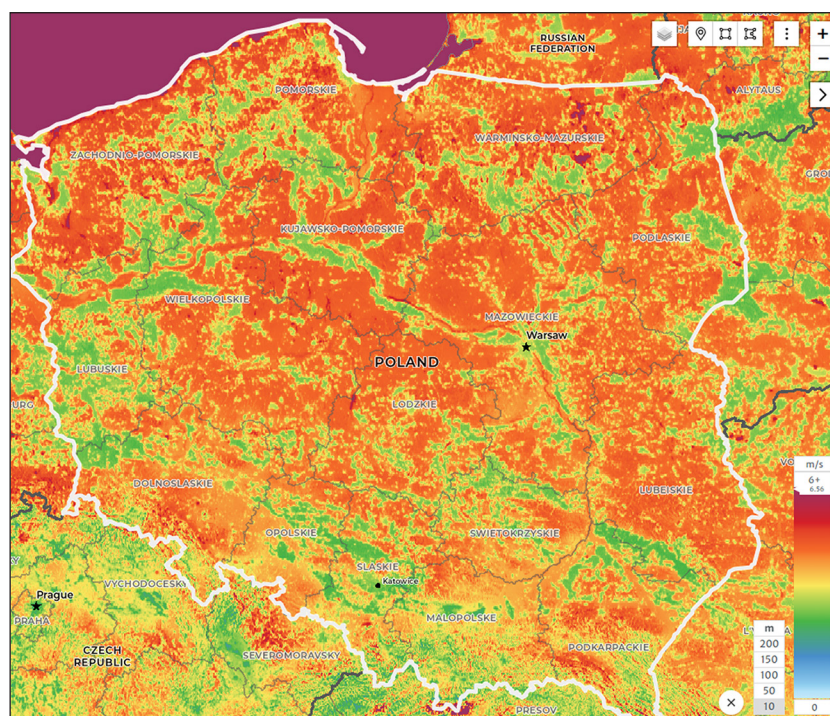 RUSSIAN
FEDERATION
POMORSKIE
ALYTAUS
WARMINSKO-MAZURSKIE
ZACHODNIO-POMORSKIE
KUJAWSKO-POMORSKIE
PODLASKIE
WIELKOPOLSKIE
MAZOWIECKIE
Warsaw
POLAND
LUBUSKIE
URG
LODZKIE
m/s
6+
6.56
DOLNOSLASKIE
LUBELSKIE
OPOLSKIE
SWIETOKRZYSKIE
SLASKIE
Katowice
VYCHODOCESKY
Prague
PRAHA
MALOPOLSKE
CZECH
REPUBLIC
SEVEROMORAVSKY
PODKARPACKIE
m
200
150
100
50
10
0
PRESOV